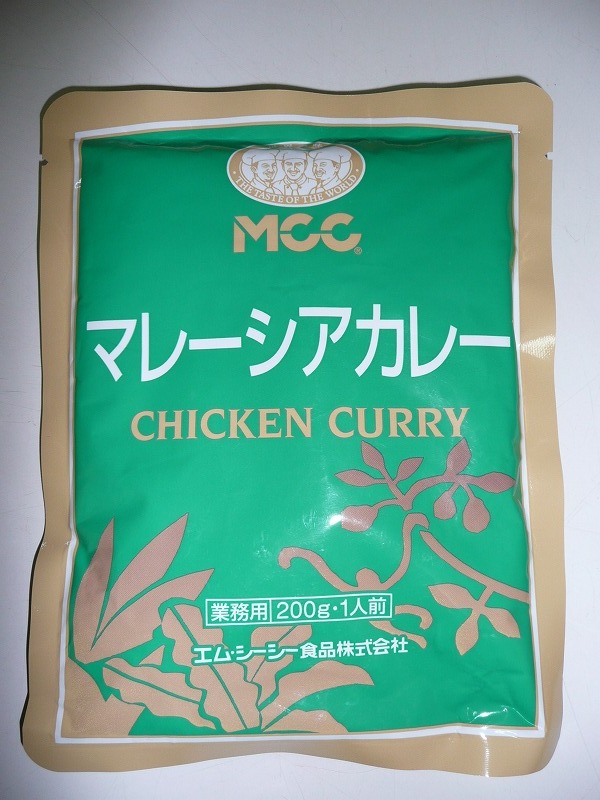 THE TASTE OF THE WORLD
MCC®
マレーシアカレー
CHICKEN CURRY
業務用 200g・1人前
エム・シーシー食品株式会社